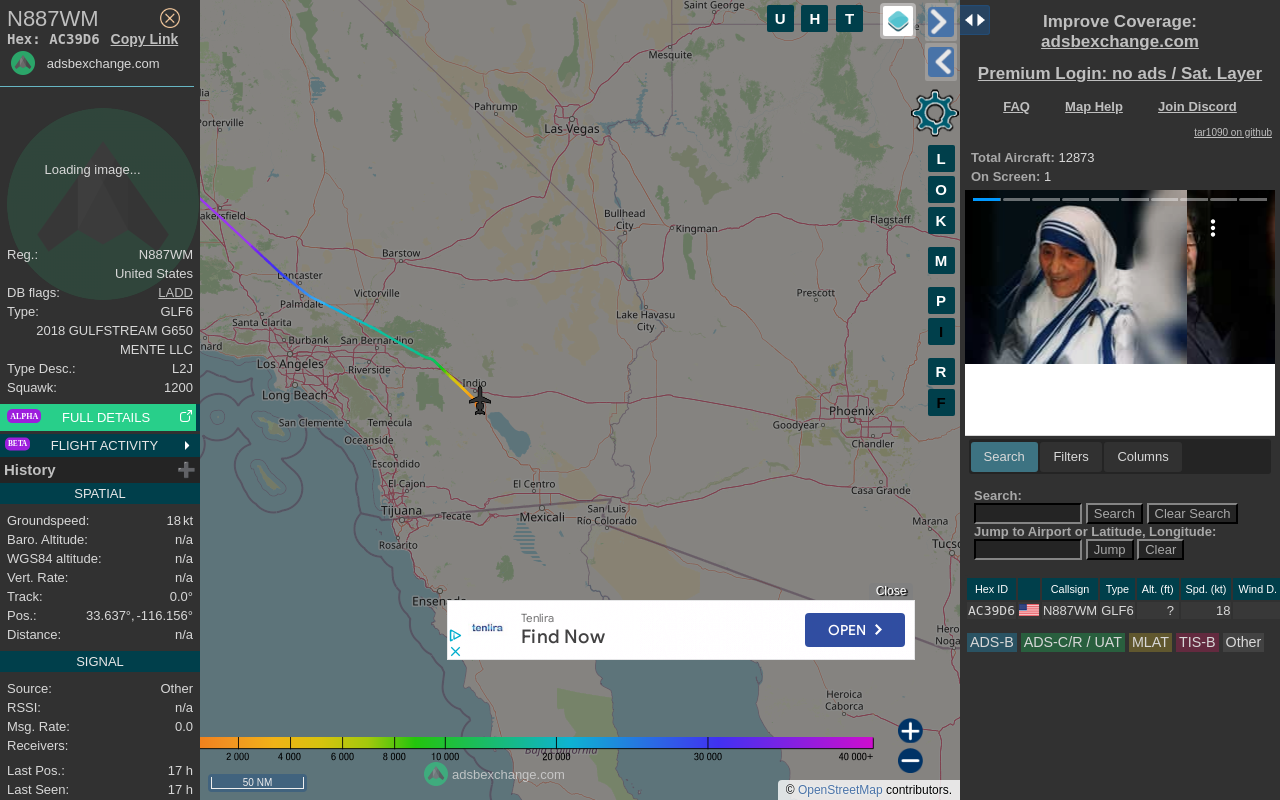 N887WM
Hex: AC39D6 Copy Link
adsbexchange.com
Loading image...
Reg.: N887WM
United States
DB flags: LADD
Type: GLF6
2018 GULFSTREAM G650
MENTE LLC
Type Desc.: L2J
Squawk: 1200
ALPHA FULL DETAILS
BETA FLIGHT ACTIVITY
History
SPATIAL
Groundspeed: 18 kt
Baro. Altitude: n/a
WGS84 altitude: n/a
Vert. Rate: n/a
Track: 0.0°
Pos.: 33.637°, -116.156°
Distance: n/a
SIGNAL
Source: Other
RSSI: n/a
Msg. Rate: 0.0
Receivers:
Last Pos.: 17 h
Last Seen: 17 h
Saint George
Mesquite
Porterville
Pahrump
Las Vegas
Bakersfield
Bullhead
City
Kingman
Flagstaff
Barstow
Lancaster
Palmdale
Victorville
Prescott
Santa Clarita
Lake Havasu
City
Burbank
San Bernardino
Los Angeles
Riverside
Indio
Long Beach
Phoenix
San Clemente
Temecula
Goodyear
Oceanside
Chandler
Escondido
El Cajon
El Centro
Casa Grande
Tijuana
Tecate
Mexicali
San Luis
Río Colorado
Marana
Rosarito
Heroica
Caborca
U H T
L
O
K
M
P
I
R
F
Close
Tenlira
tenlira
Find Now
OPEN
2 000 4 000 6 000 8 000 10 000 20 000 30 000 40 000+
adsbexchange.com
50 NM
© OpenStreetMap contributors.
Improve Coverage:
adsbexchange.com
Premium Login: no ads / Sat. Layer
FAQ Map Help Join Discord
tar1090 on github
Total Aircraft: 12873
On Screen: 1
Search Filters Columns
Search:
Search Clear Search
Jump to Airport or Latitude, Longitude:
Jump Clear
Hex ID Callsign Type Alt. (ft) Spd. (kt) Wind D.
AC39D6 N887WM GLF6 ? 18
ADS-B ADS-C/R / UAT MLAT TIS-B Other